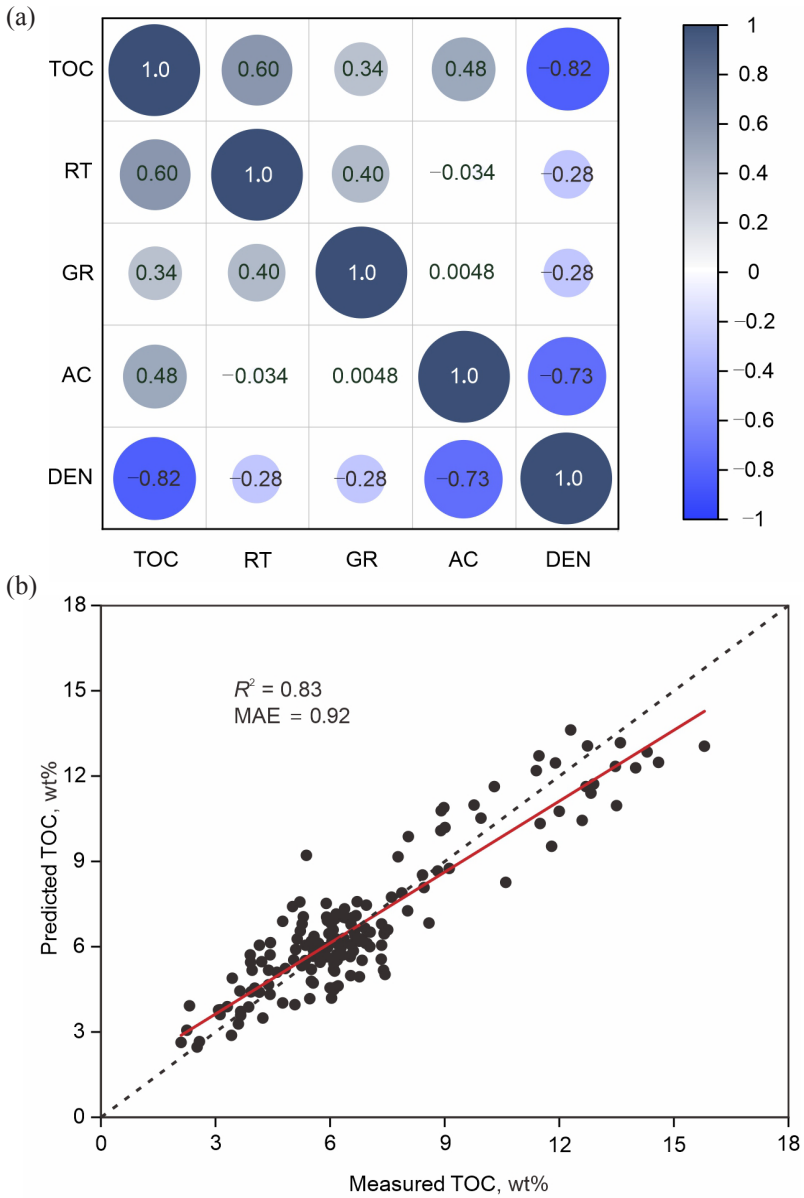 (a)
TOC 1.0 0.60 0.34 0.48 −0.82
RT 0.60 1.0 0.40 −0.034 −0.28
GR 0.34 0.40 1.0 0.0048 −0.28
AC 0.48 −0.034 0.0048 1.0 −0.73
DEN −0.82 −0.28 −0.28 −0.73 1.0
TOC RT GR AC DEN
1
0.8
0.6
0.4
0.2
0
−0.2
−0.4
−0.6
−0.8
−1
(b)
18
15
12
9
6
3
0
Predicted TOC, wt%
R² = 0.83
MAE = 0.92
0 3 6 9 12 15 18
Measured TOC, wt%